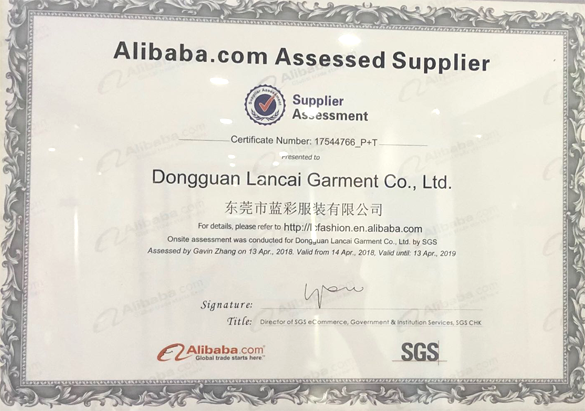 Alibaba.com Assessed Supplier
Supplier
Assessment
Certificate Number: 17544766_P+T
Presented to
Dongguan Lancai Garment Co., Ltd.
东莞市蓝彩服装有限公司
For details, please refer to http://lcfashion.en.alibaba.com
Onsite assessment was conducted for Dongguan Lancai Garment Co., Ltd. by SGS
Assessed by Gavin Zhang on 13 Apr., 2018. Valid from 14 Apr., 2018, Valid until: 13 Apr., 2019
Signature:
Title: Director of SGS eCommerce, Government & Institution Services, SGS CHK
Alibaba.com
Global trade starts here™
SGS